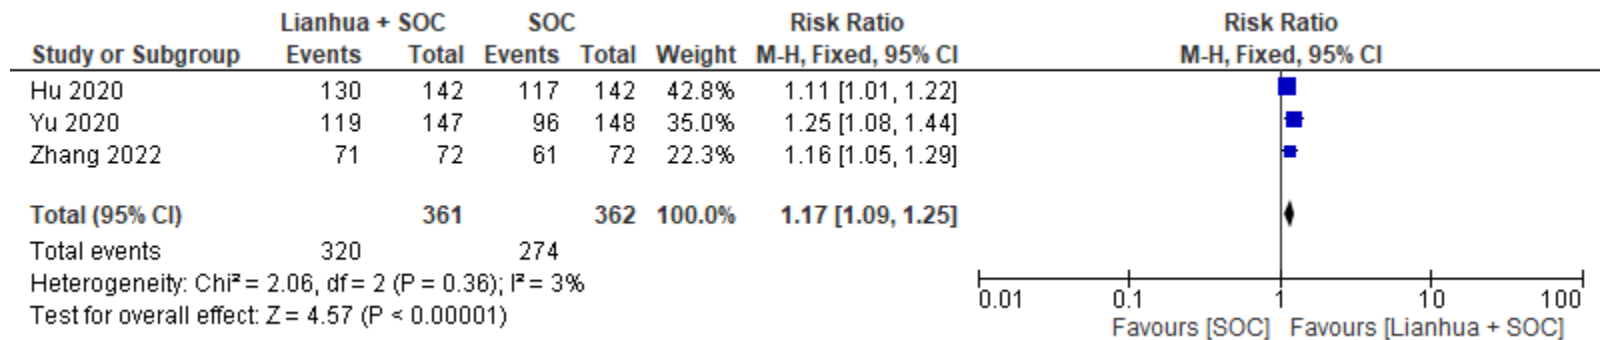 Lianhua + SOC SOC Risk Ratio Risk Ratio
Study or Subgroup Events Total Events Total Weight M-H, Fixed, 95% CI M-H, Fixed, 95% CI
Hu 2020 130 142 117 142 42.8% 1.11 [1.01, 1.22]
Yu 2020 119 147 96 148 35.0% 1.25 [1.08, 1.44]
Zhang 2022 71 72 61 72 22.3% 1.16 [1.05, 1.29]
Total (95% CI) 361 362 100.0% 1.17 [1.09, 1.25]
Total events 320 274
Heterogeneity: Chi² = 2.06, df = 2 (P = 0.36); I² = 3%
Test for overall effect: Z = 4.57 (P < 0.00001)
0.01 0.1 1 10 100
Favours [SOC] Favours [Lianhua + SOC]